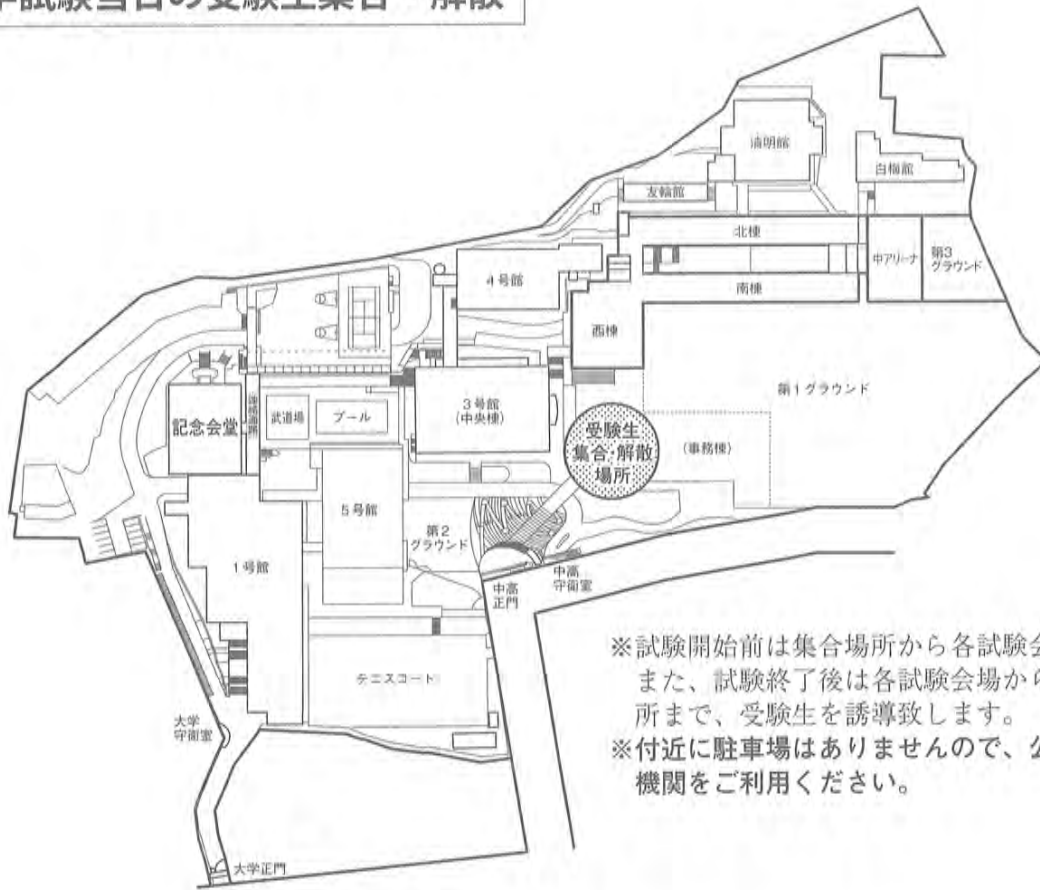 学試験当日の受験生集合・解散
清明館
白梅館
友輪館
北棟
中アリーナ
第3
グラウンド
4号館
南棟
西棟
第1グラウンド
3号館
(中央棟)
記念会堂
武道場
プール
受験生
集合・解散
場所
(事務棟)
5号館
第2
グラウンド
1号館
中高
守衛室
中高
正門
テニスコート
大学
守衛室
大学正門
※試験開始前は集合場所から各試験会
また、試験終了後は各試験会場から
所まで、受験生を誘導致します。
※付近に駐車場はありませんので、公
機関をご利用ください。